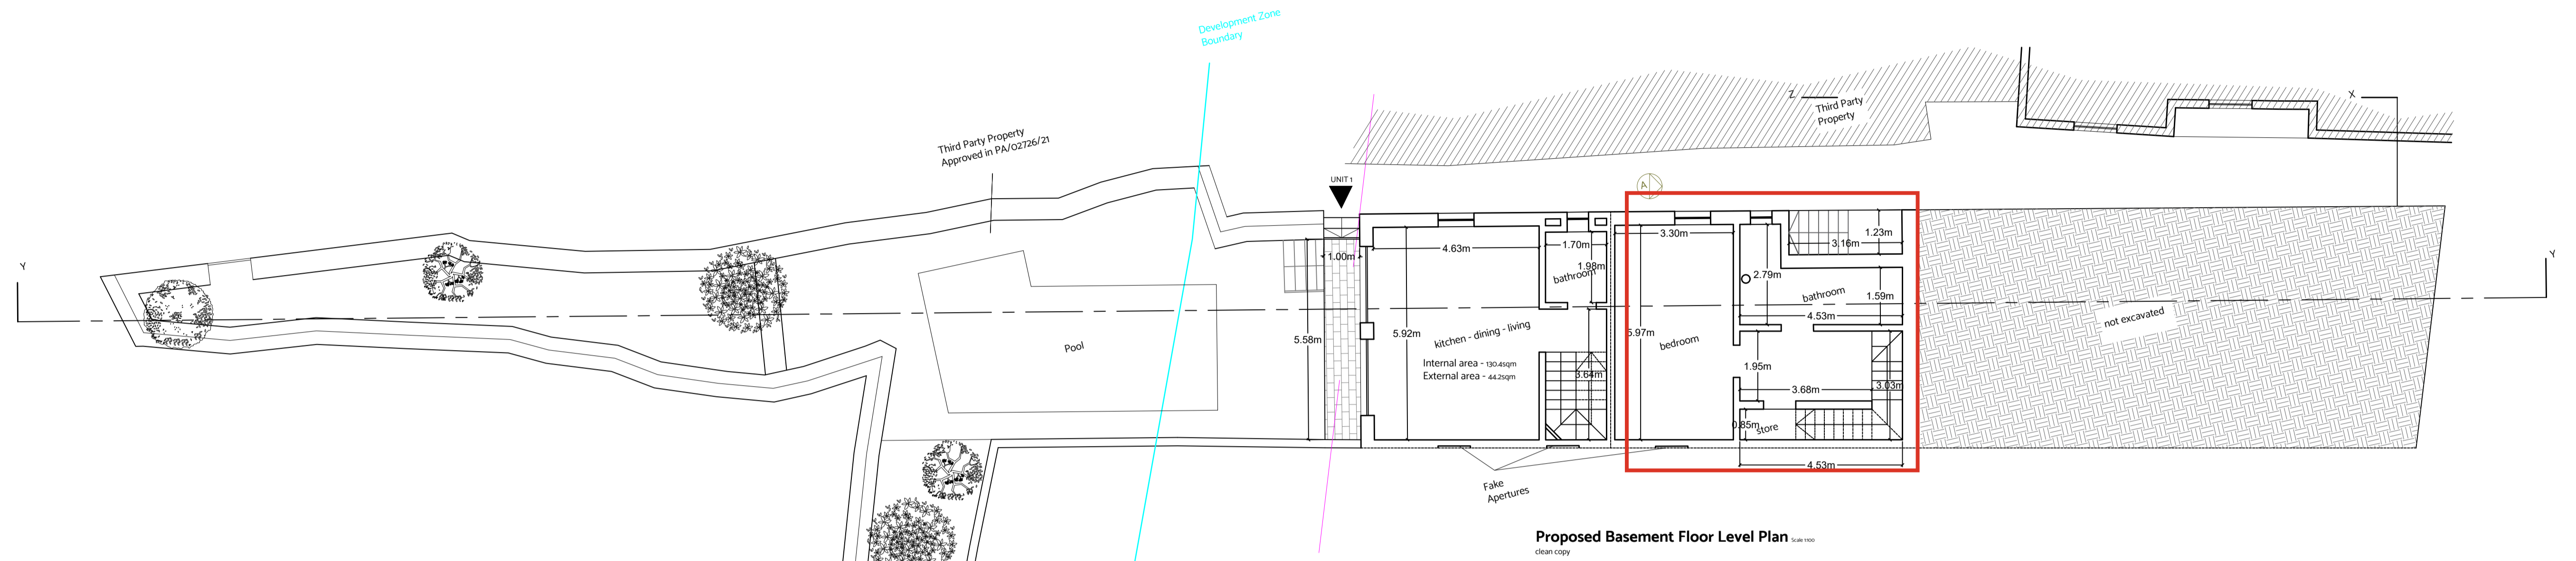 Development Zone
Boundary
Third Party Property
Approved in PA/02726/21
Z
Third Party
Property
X
UNIT 1
A
Y
Y
4.63m
1.70m
3.30m
1.23m
3.16m
1.00m
1.98m
bathroom
2.79m
bathroom
1.59m
4.53m
not excavated
5.58m
5.92m
kitchen - dining - living
5.97m
bedroom
Pool
Internal area - 130.4sqm
External area - 44.2sqm
3.64m
1.95m
3.68m
3.03m
0.85m
store
4.53m
Fake
Apertures
Proposed Basement Floor Level Plan Scale 1:100
clean copy